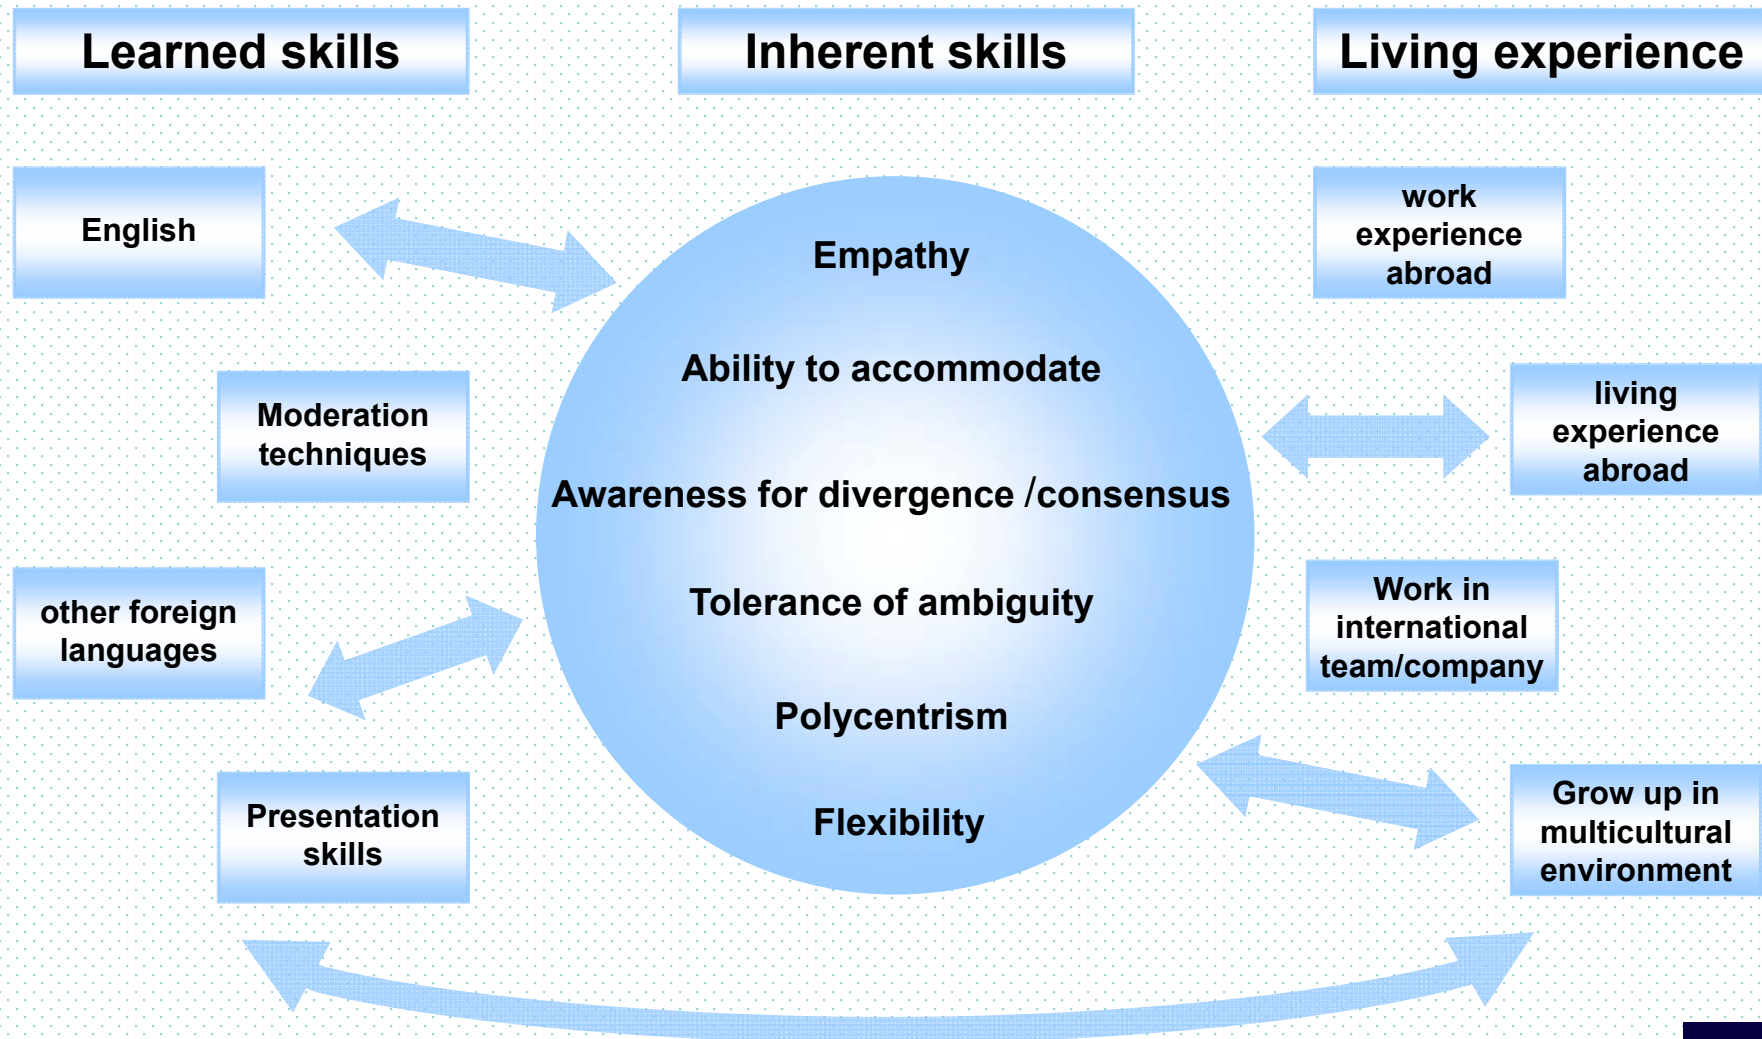 Learned skills
Inherent skills
Living experience
English
Moderation
techniques
other foreign
languages
Presentation
skills
Empathy
Ability to accommodate
Awareness for divergence /consensus
Tolerance of ambiguity
Polycentrism
Flexibility
work
experience
abroad
living
experience
abroad
Work in
international
team/company
Grow up in
multicultural
environment